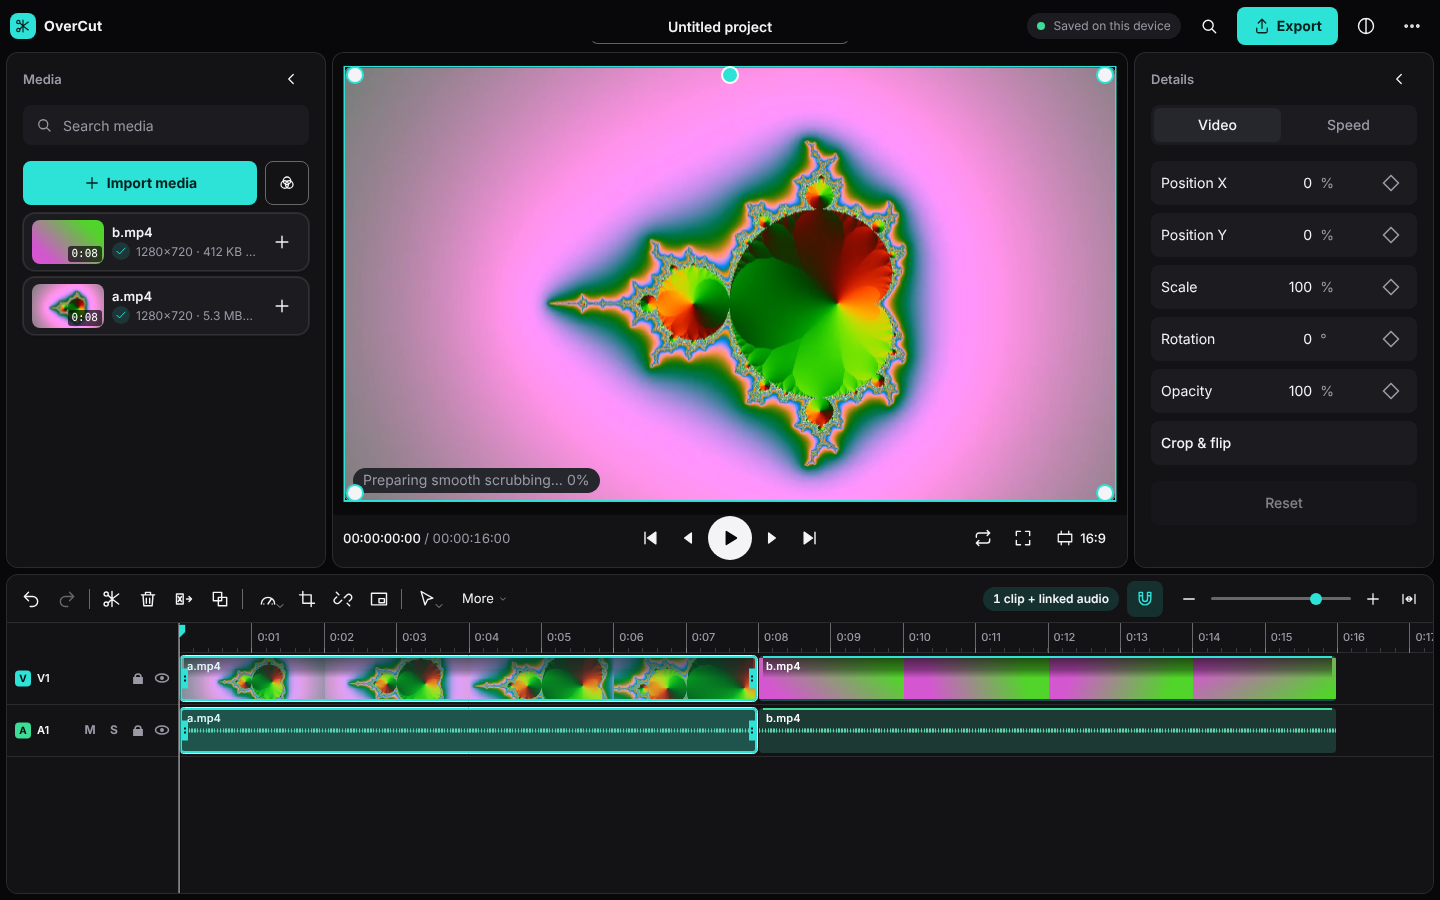 OverCut
Untitled project
Saved on this device
Export
Media
Search media
Import media
b.mp4
0:08
1280×720 · 412 KB ...
a.mp4
0:08
1280×720 · 5.3 MB...
Preparing smooth scrubbing... 0%
00:00:00:00 / 00:00:16:00
16:9
Details
Video Speed
Position X 0 %
Position Y 0 %
Scale 100 %
Rotation 0 °
Opacity 100 %
Crop & flip
Reset
More
1 clip + linked audio
0:01 0:02 0:03 0:04 0:05 0:06 0:07 0:08 0:09 0:10 0:11 0:12 0:13 0:14 0:15 0:16
V V1
a.mp4 b.mp4
A A1 M S
a.mp4 b.mp4